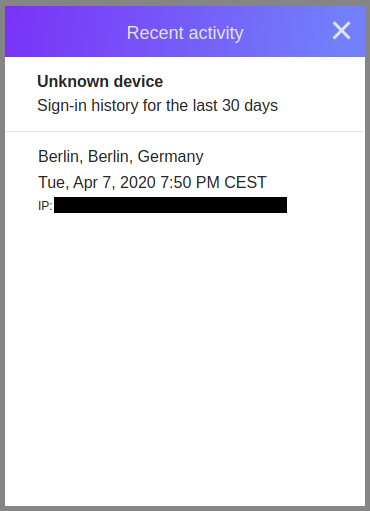 Recent activity
Unknown device
Sign-in history for the last 30 days
Berlin, Berlin, Germany
Tue, Apr 7, 2020 7:50 PM CEST
IP: